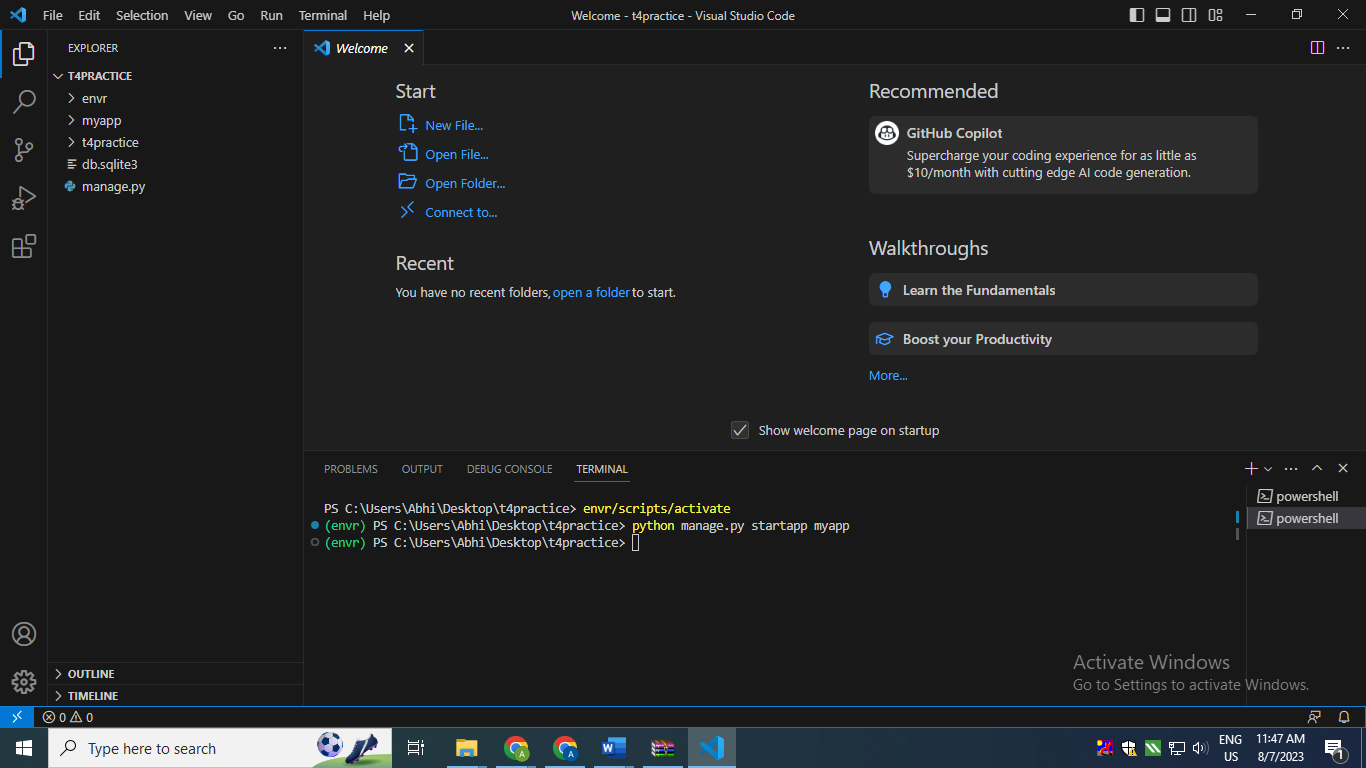 File Edit Selection View Go Run Terminal Help
Welcome - t4practice - Visual Studio Code
EXPLORER
T4PRACTICE
envr
myapp
t4practice
db.sqlite3
manage.py
OUTLINE
TIMELINE
Welcome
Start
New File...
Open File...
Open Folder...
Connect to...
Recent
You have no recent folders, open a folder to start.
Recommended
GitHub Copilot
Supercharge your coding experience for as little as
$10/month with cutting edge AI code generation.
Walkthroughs
Learn the Fundamentals
Boost your Productivity
More...
Show welcome page on startup
PROBLEMS OUTPUT DEBUG CONSOLE TERMINAL
PS C:\Users\Abhi\Desktop\t4practice> envr/scripts/activate
(envr) PS C:\Users\Abhi\Desktop\t4practice> python manage.py startapp myapp
(envr) PS C:\Users\Abhi\Desktop\t4practice>
powershell
powershell
Activate Windows
Go to Settings to activate Windows.
0 0
Type here to search
A
A
W
ENG
US
11:47 AM
8/7/2023
1